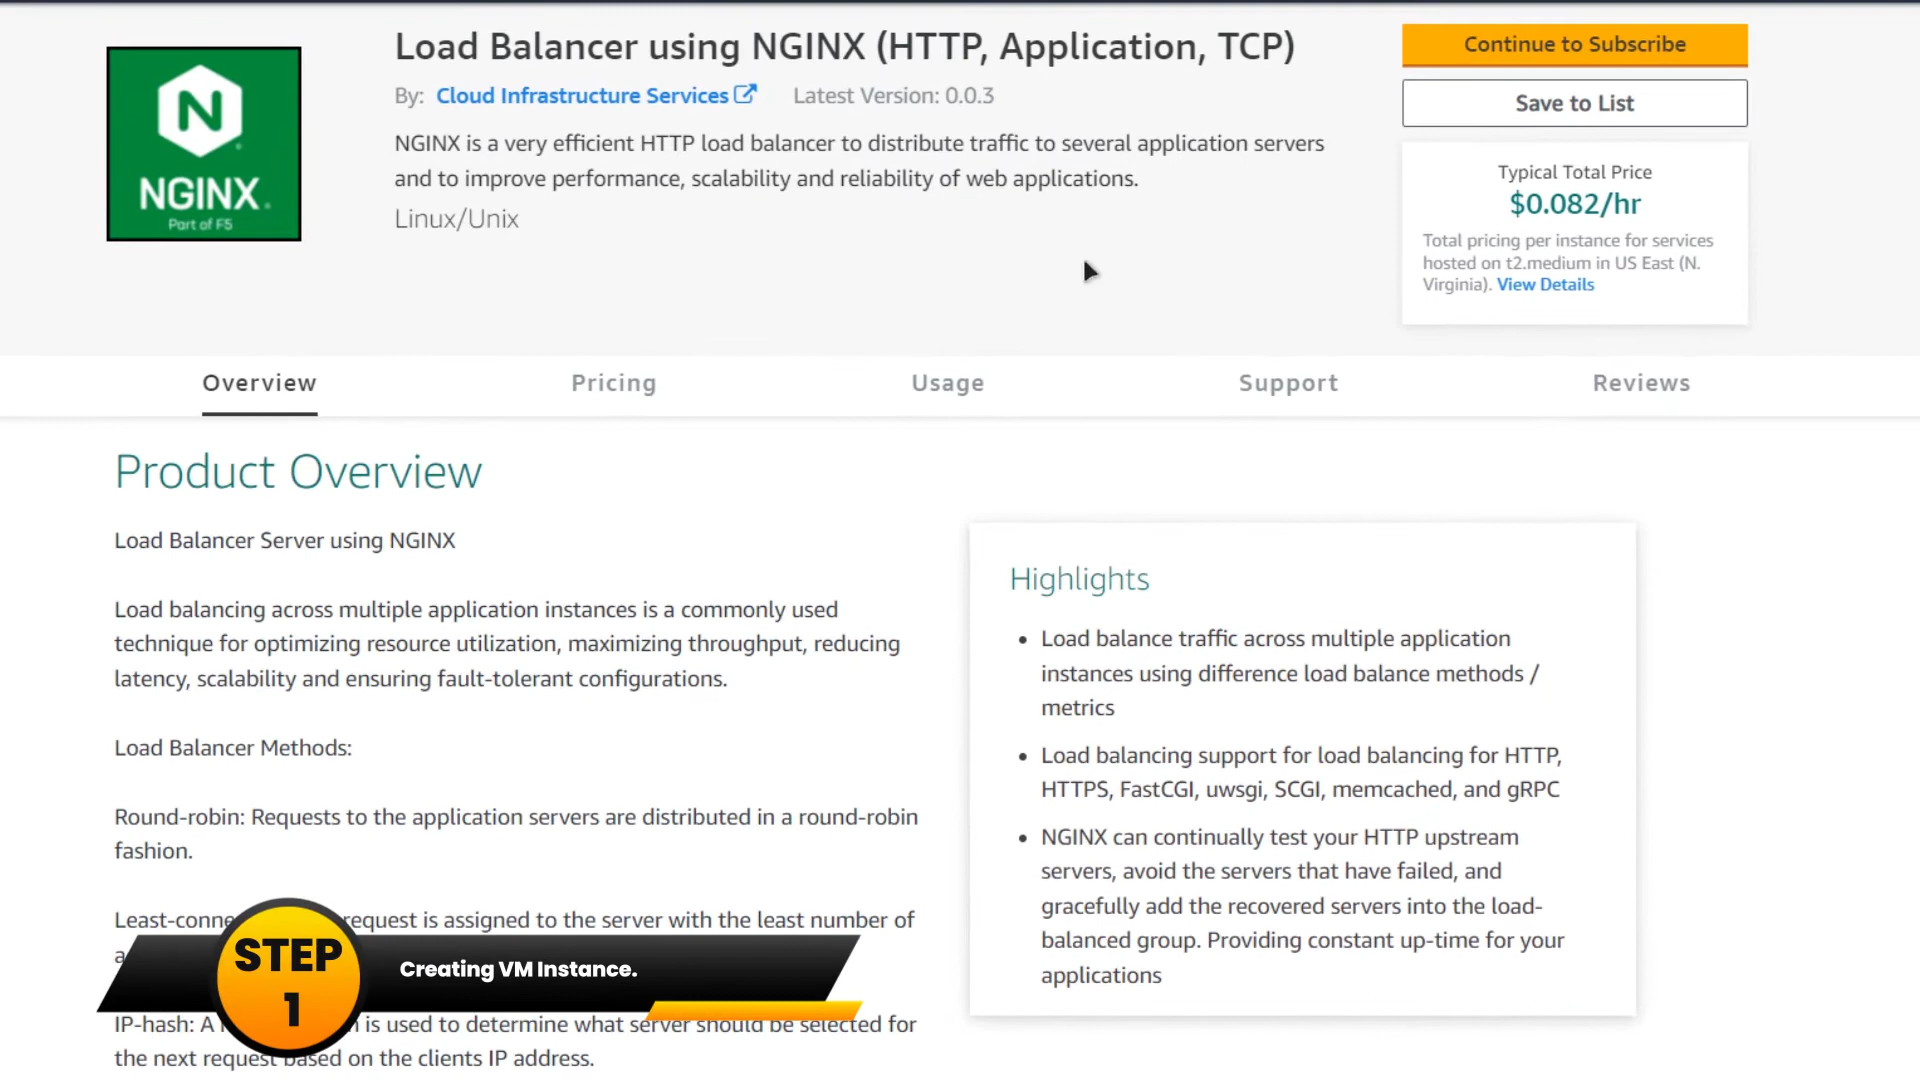 Load Balancer using NGINX (HTTP, Application, TCP)
By: Cloud Infrastructure Services Latest Version: 0.0.3
NGINX is a very efficient HTTP load balancer to distribute traffic to several application servers
and to improve performance, scalability and reliability of web applications.
Linux/Unix
N
NGINX.
Part of F5
Continue to Subscribe
Save to List
Typical Total Price
$0.082/hr
Total pricing per instance for services
hosted on t2.medium in US East (N.
Virginia). View Details
Overview Pricing Usage Support Reviews
Product Overview
Load Balancer Server using NGINX
Load balancing across multiple application instances is a commonly used
technique for optimizing resource utilization, maximizing throughput, reducing
latency, scalability and ensuring fault-tolerant configurations.
Load Balancer Methods:
Round-robin: Requests to the application servers are distributed in a round-robin
fashion.
request is assigned to the server with the least number of
IP-hash: A is used to determine what server should be selected for
the next request based on the clients IP address.
Highlights
• Load balance traffic across multiple application
instances using difference load balance methods /
metrics
• Load balancing support for load balancing for HTTP,
HTTPS, FastCGI, uwsgi, SCGI, memcached, and gRPC
• NGINX can continually test your HTTP upstream
servers, avoid the servers that have failed, and
gracefully add the recovered servers into the load-
balanced group. Providing constant up-time for your
applications
STEP
1
Creating VM Instance.